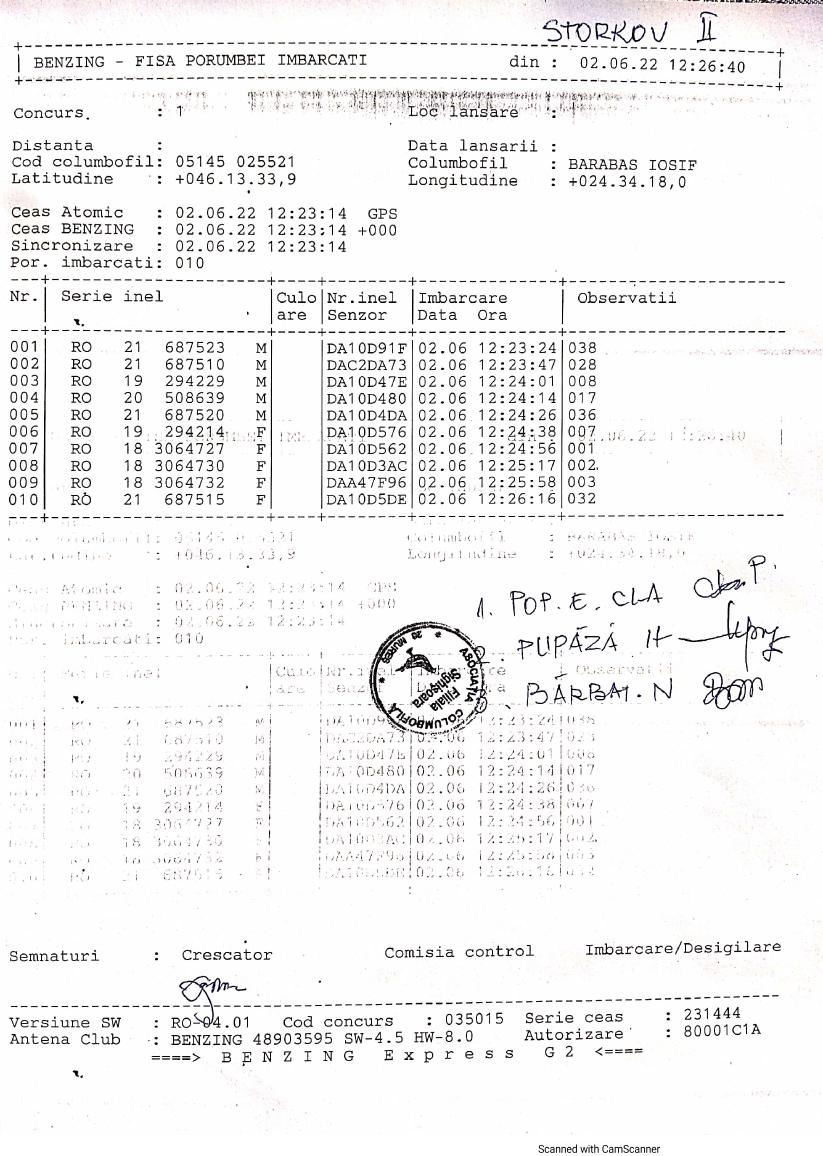 STORKOV II
BENZING - FISA PORUMBEI IMBARCATI din : 02.06.22 12:26:40
Concurs. : 1 Loc lansare :
Distanta : Data lansarii :
Cod columbofil: 05145 025521 Columbofil : BARABAS IOSIF
Latitudine : +046.13.33,9 Longitudine : +024.34.18,0
Ceas Atomic : 02.06.22 12:23:14 GPS
Ceas BENZING : 02.06.22 12:23:14 +000
Sincronizare : 02.06.22 12:23:14
Por. imbarcati: 010
Nr. Serie inel Culo Nr.inel Imbarcare Observatii
are Senzor Data Ora
001 RO 21 687523 M DA10D91F 02.06 12:23:24 038
002 RO 21 687510 M DAC2DA73 02.06 12:23:47 028
003 RO 19 294229 M DA10D47E 02.06 12:24:01 008
004 RO 20 508639 M DA10D480 02.06 12:24:14 017
005 RO 21 687520 M DA10D4DA 02.06 12:24:26 036
006 RO 19 294214 F DA10D576 02.06 12:24:38 007
007 RO 18 3064727 F DA10D562 02.06 12:24:56 001
008 RO 18 3064730 F DA10D3AC 02.06 12:25:17 002
009 RO 18 3064732 F DAA47F96 02.06 12:25:58 003
010 RO 21 687515 F DA10D5DE 02.06 12:26:16 032
1. POP. E. CLA
PUPĂZĂ H
BĂRBAT. N
ASOCIATIA COLUMBOFILĂ
Filiala
Sighişoara
Semnaturi : Crescator Comisia control Imbarcare/Desigilare
Versiune SW : RO-04.01 Cod concurs : 035015 Serie ceas : 231444
Antena Club : BENZING 48903595 SW-4.5 HW-8.0 Autorizare : 80001C1A
====> B E N Z I N G E x p r e s s G 2 <====
Scanned with CamScanner